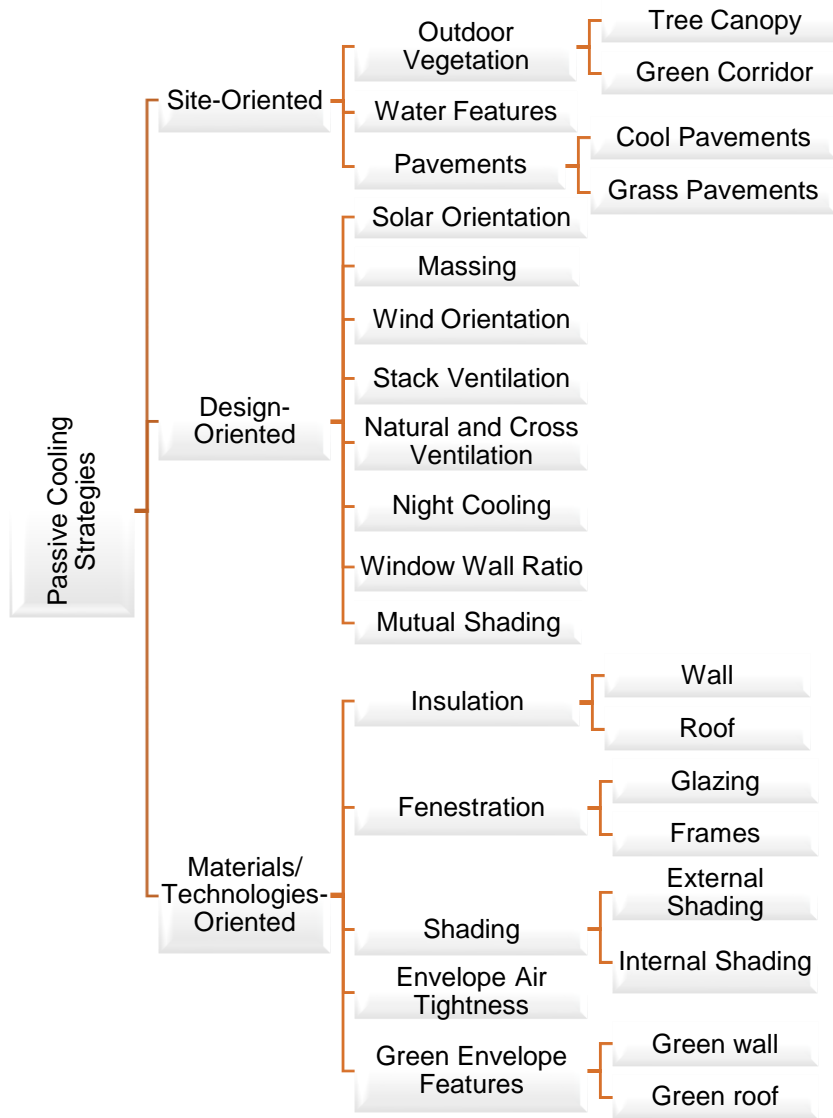 Passive Cooling
Strategies
Site-Oriented
Outdoor
Vegetation
Tree Canopy
Green Corridor
Water Features
Pavements
Cool Pavements
Grass Pavements
Design-
Oriented
Solar Orientation
Massing
Wind Orientation
Stack Ventilation
Natural and Cross
Ventilation
Night Cooling
Window Wall Ratio
Mutual Shading
Materials/
Technologies-
Oriented
Insulation
Wall
Roof
Fenestration
Glazing
Frames
Shading
External
Shading
Internal Shading
Envelope Air
Tightness
Green Envelope
Features
Green wall
Green roof